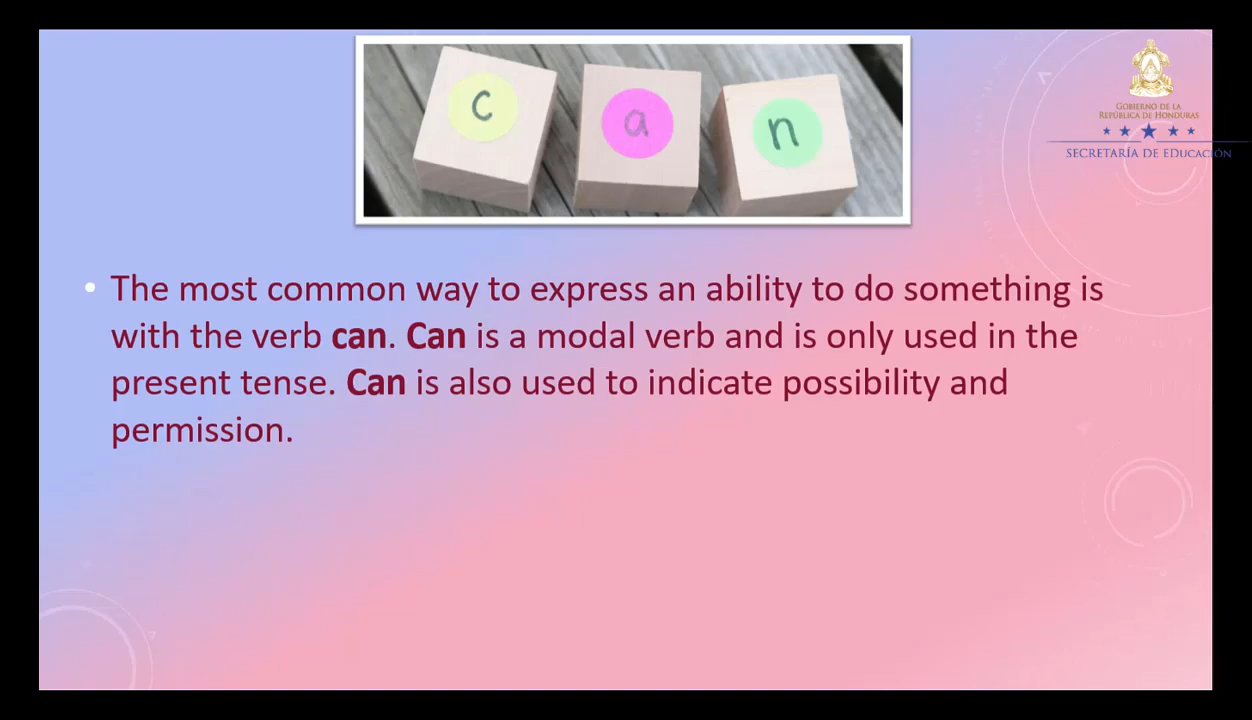 c a n
GOBIERNO DE LA
REPÚBLICA DE HONDURAS
SECRETARÍA DE EDUCACIÓN
• The most common way to express an ability to do something is
with the verb can. Can is a modal verb and is only used in the
present tense. Can is also used to indicate possibility and
permission.